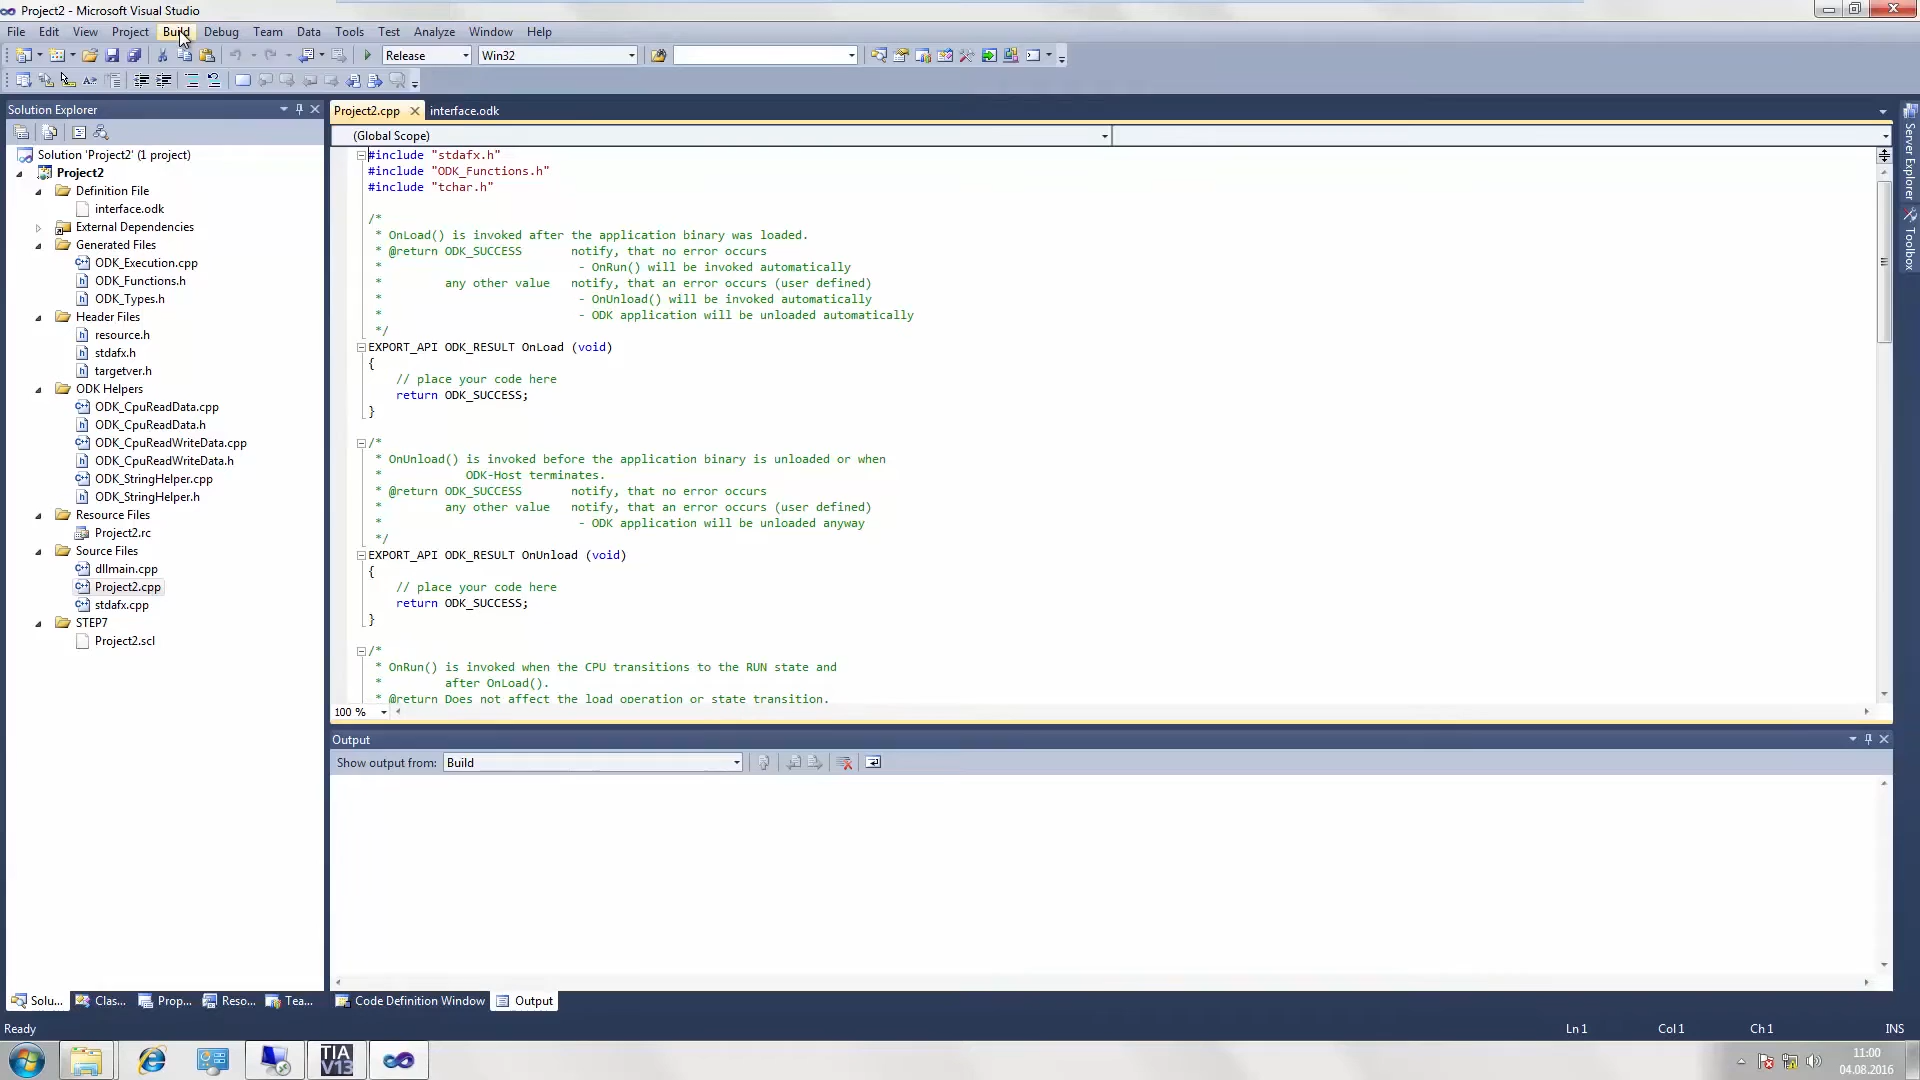 Project2 - Microsoft Visual Studio
File Edit View Project Build Debug Team Data Tools Test Analyze Window Help
Release Win32
Solution Explorer
Project2.cpp interface.odk
(Global Scope)
Solution 'Project2' (1 project)
Project2
Definition File
interface.odk
External Dependencies
Generated Files
ODK_Execution.cpp
ODK_Functions.h
ODK_Types.h
Header Files
resource.h
stdafx.h
targetver.h
ODK Helpers
ODK_CpuReadData.cpp
ODK_CpuReadData.h
ODK_CpuReadWriteData.cpp
ODK_CpuReadWriteData.h
ODK_StringHelper.cpp
ODK_StringHelper.h
Resource Files
Project2.rc
Source Files
dllmain.cpp
Project2.cpp
stdafx.cpp
STEP7
Project2.scl
#include "stdafx.h"
#include "ODK_Functions.h"
#include "tchar.h"
/*
* OnLoad() is invoked after the application binary was loaded.
* @return ODK_SUCCESS notify, that no error occurs
* - OnRun() will be invoked automatically
* any other value notify, that an error occurs (user defined)
* - OnUnload() will be invoked automatically
* - ODK application will be unloaded automatically
*/
EXPORT_API ODK_RESULT OnLoad (void)
{
// place your code here
return ODK_SUCCESS;
}
/*
* OnUnload() is invoked before the application binary is unloaded or when
* ODK-Host terminates.
* @return ODK_SUCCESS notify, that no error occurs
* any other value notify, that an error occurs (user defined)
* - ODK application will be unloaded anyway
*/
EXPORT_API ODK_RESULT OnUnload (void)
{
// place your code here
return ODK_SUCCESS;
}
/*
* OnRun() is invoked when the CPU transitions to the RUN state and
* after OnLoad().
* @return Does not affect the load operation or state transition.
100 %
Server Explorer
Toolbox
Output
Show output from: Build
Solu... Clas... Prop... Reso... Tea... Code Definition Window Output
Ready Ln 1 Col 1 Ch 1 INS
TIA V13
11:00
04.08.2016